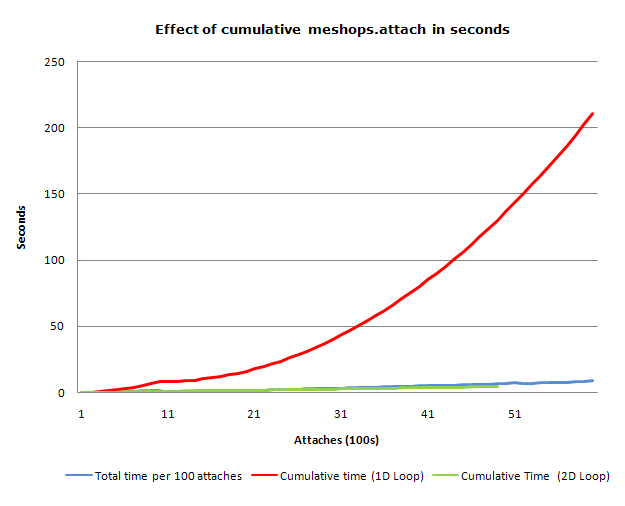 Effect of cumulative meshops.attach in seconds
250
200
150
100
50
0
Seconds
1 11 21 31 41 51
Attaches (100s)
Total time per 100 attaches Cumulative time (1D Loop) Cumulative Time (2D Loop)